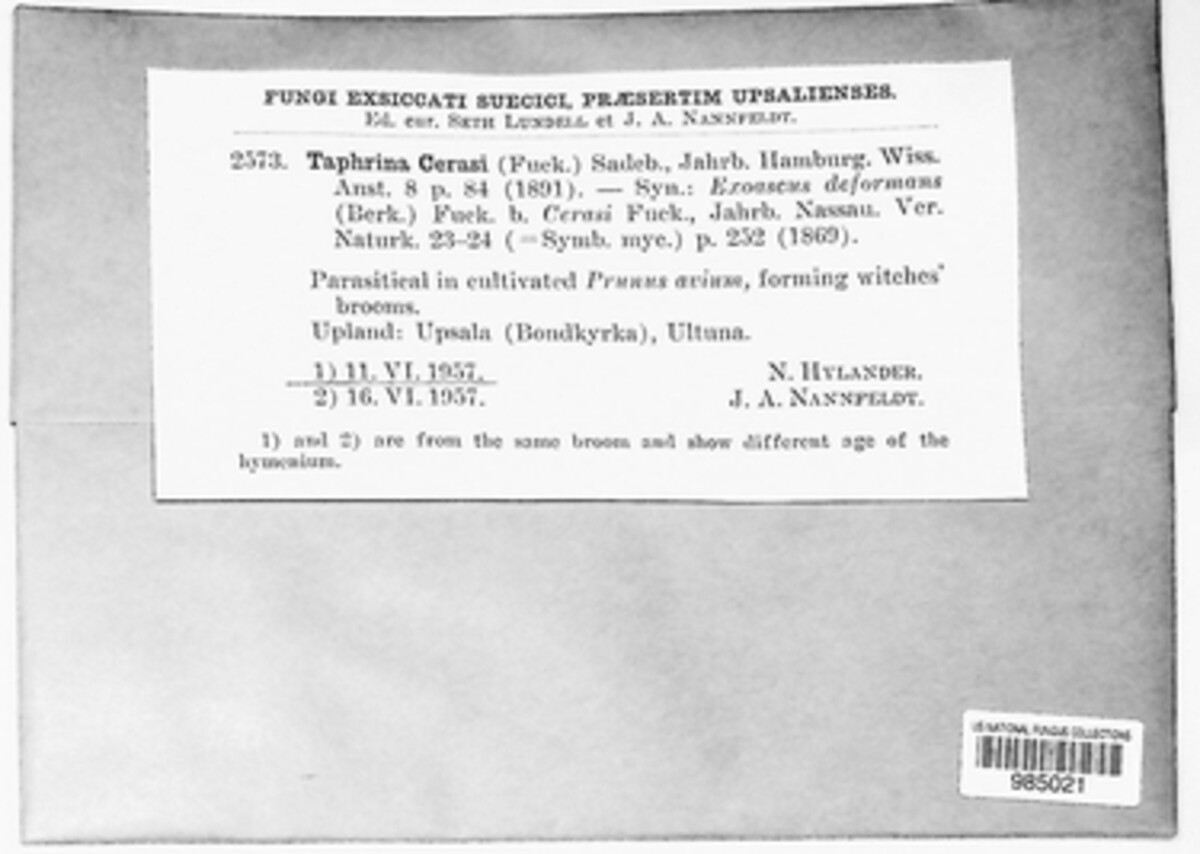 FUNGI EXSICCATI SUECICI, PRÆSERTIM UPSALIENSES.
Ed. cur. SETH LUNDELL et J. A. NANNFELDT.
2573. Taphrina Cerasi (Fuck.) Sadeb., Jahrb. Hamburg. Wiss.
Anst. 8 p. 84 (1891). — Syn.: Exoascus deformans
(Berk.) Fuck. b. Cerasi Fuck., Jahrb. Nassau. Ver.
Naturk. 23-24 (=Symb. myc.) p. 252 (1869).
Parasitical in cultivated Prunus avium, forming witches'
brooms.
Upland: Upsala (Bondkyrka), Ultuna.
1) 11. VI. 1957. N. HYLANDER.
2) 16. VI. 1957. J. A. NANNFELDT.
1) and 2) are from the same broom and show different age of the
hymenium.
US NATIONAL FUNGUS COLLECTIONS
985021